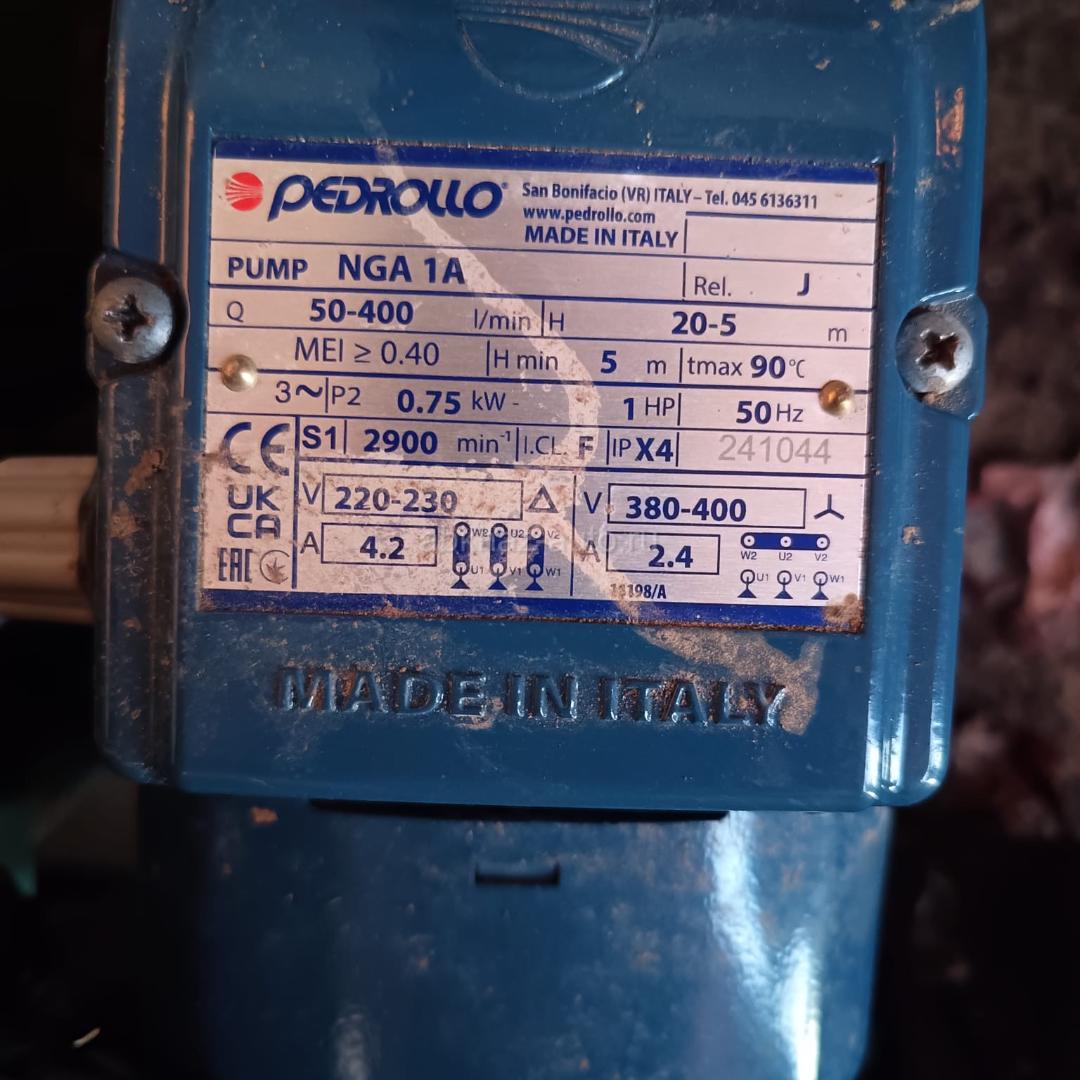 PEDROLLO San Bonifacio (VR) ITALY – Tel. 045 6136311
www.pedrollo.com
MADE IN ITALY
PUMP NGA 1A Rel. J
Q 50-400 l/min H 20-5 m
MEI ≥ 0.40 H min 5 m tmax 90°C
3~ P2 0.75 kW - 1 HP 50 Hz
CE S1 2900 min⁻¹ I.CL. F IP X4 241044
UK CA V 220-230 Δ V 380-400
EAC A 4.2 W2 U2 V2 A 2.4 W2 U2 V2
U1 V1 W1 U1 V1 W1
MADE IN ITALY